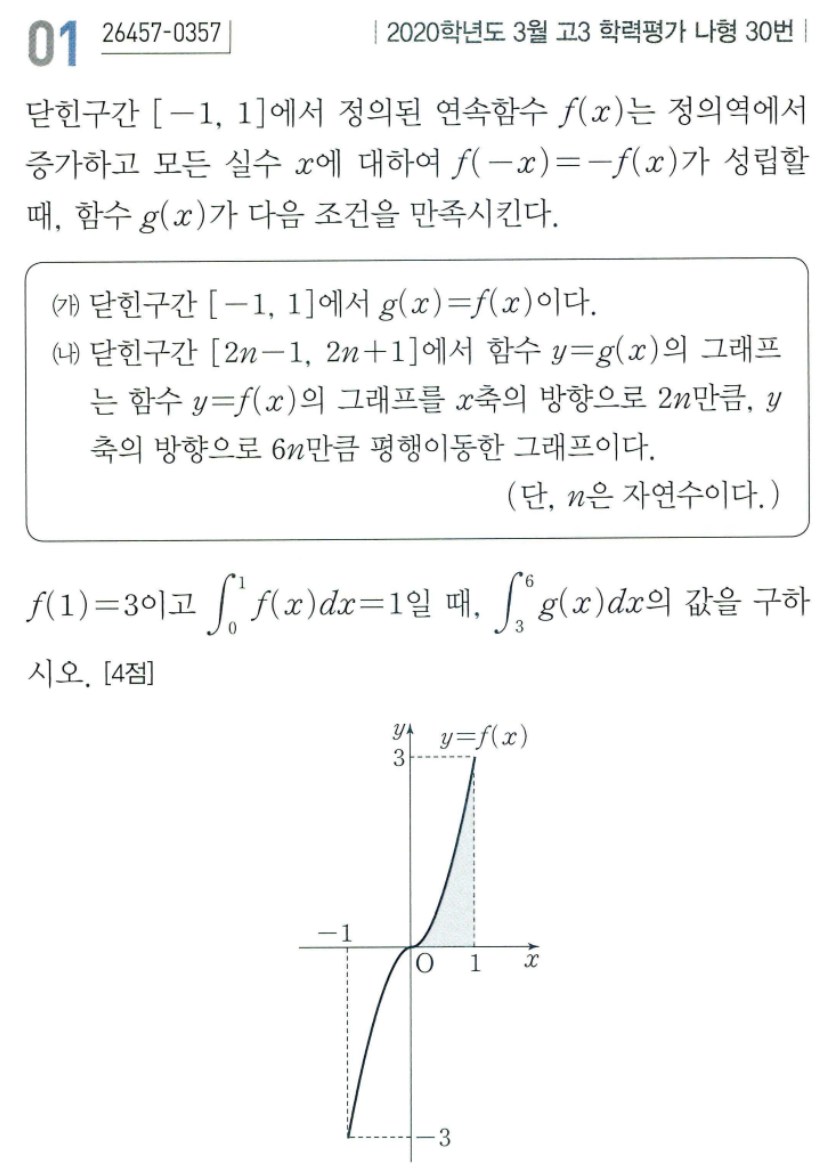 01 26457-0357 | 2020학년도 3월 고3 학력평가 나형 30번 |
닫힌구간 [-1, 1]에서 정의된 연속함수 f(x)는 정의역에서
증가하고 모든 실수 x에 대하여 f(-x)=-f(x)가 성립할
때, 함수 g(x)가 다음 조건을 만족시킨다.
㈎ 닫힌구간 [-1, 1]에서 g(x)=f(x)이다.
㈏ 닫힌구간 [2n-1, 2n+1]에서 함수 y=g(x)의 그래프
는 함수 y=f(x)의 그래프를 x축의 방향으로 2n만큼, y
축의 방향으로 6n만큼 평행이동한 그래프이다.
(단, n은 자연수이다.)
f(1)=3이고 ∫₀¹ f(x)dx=1일 때, ∫₃⁶ g(x)dx의 값을 구하
시오. [4점]
y y=f(x)
3
-1
O 1 x
-3